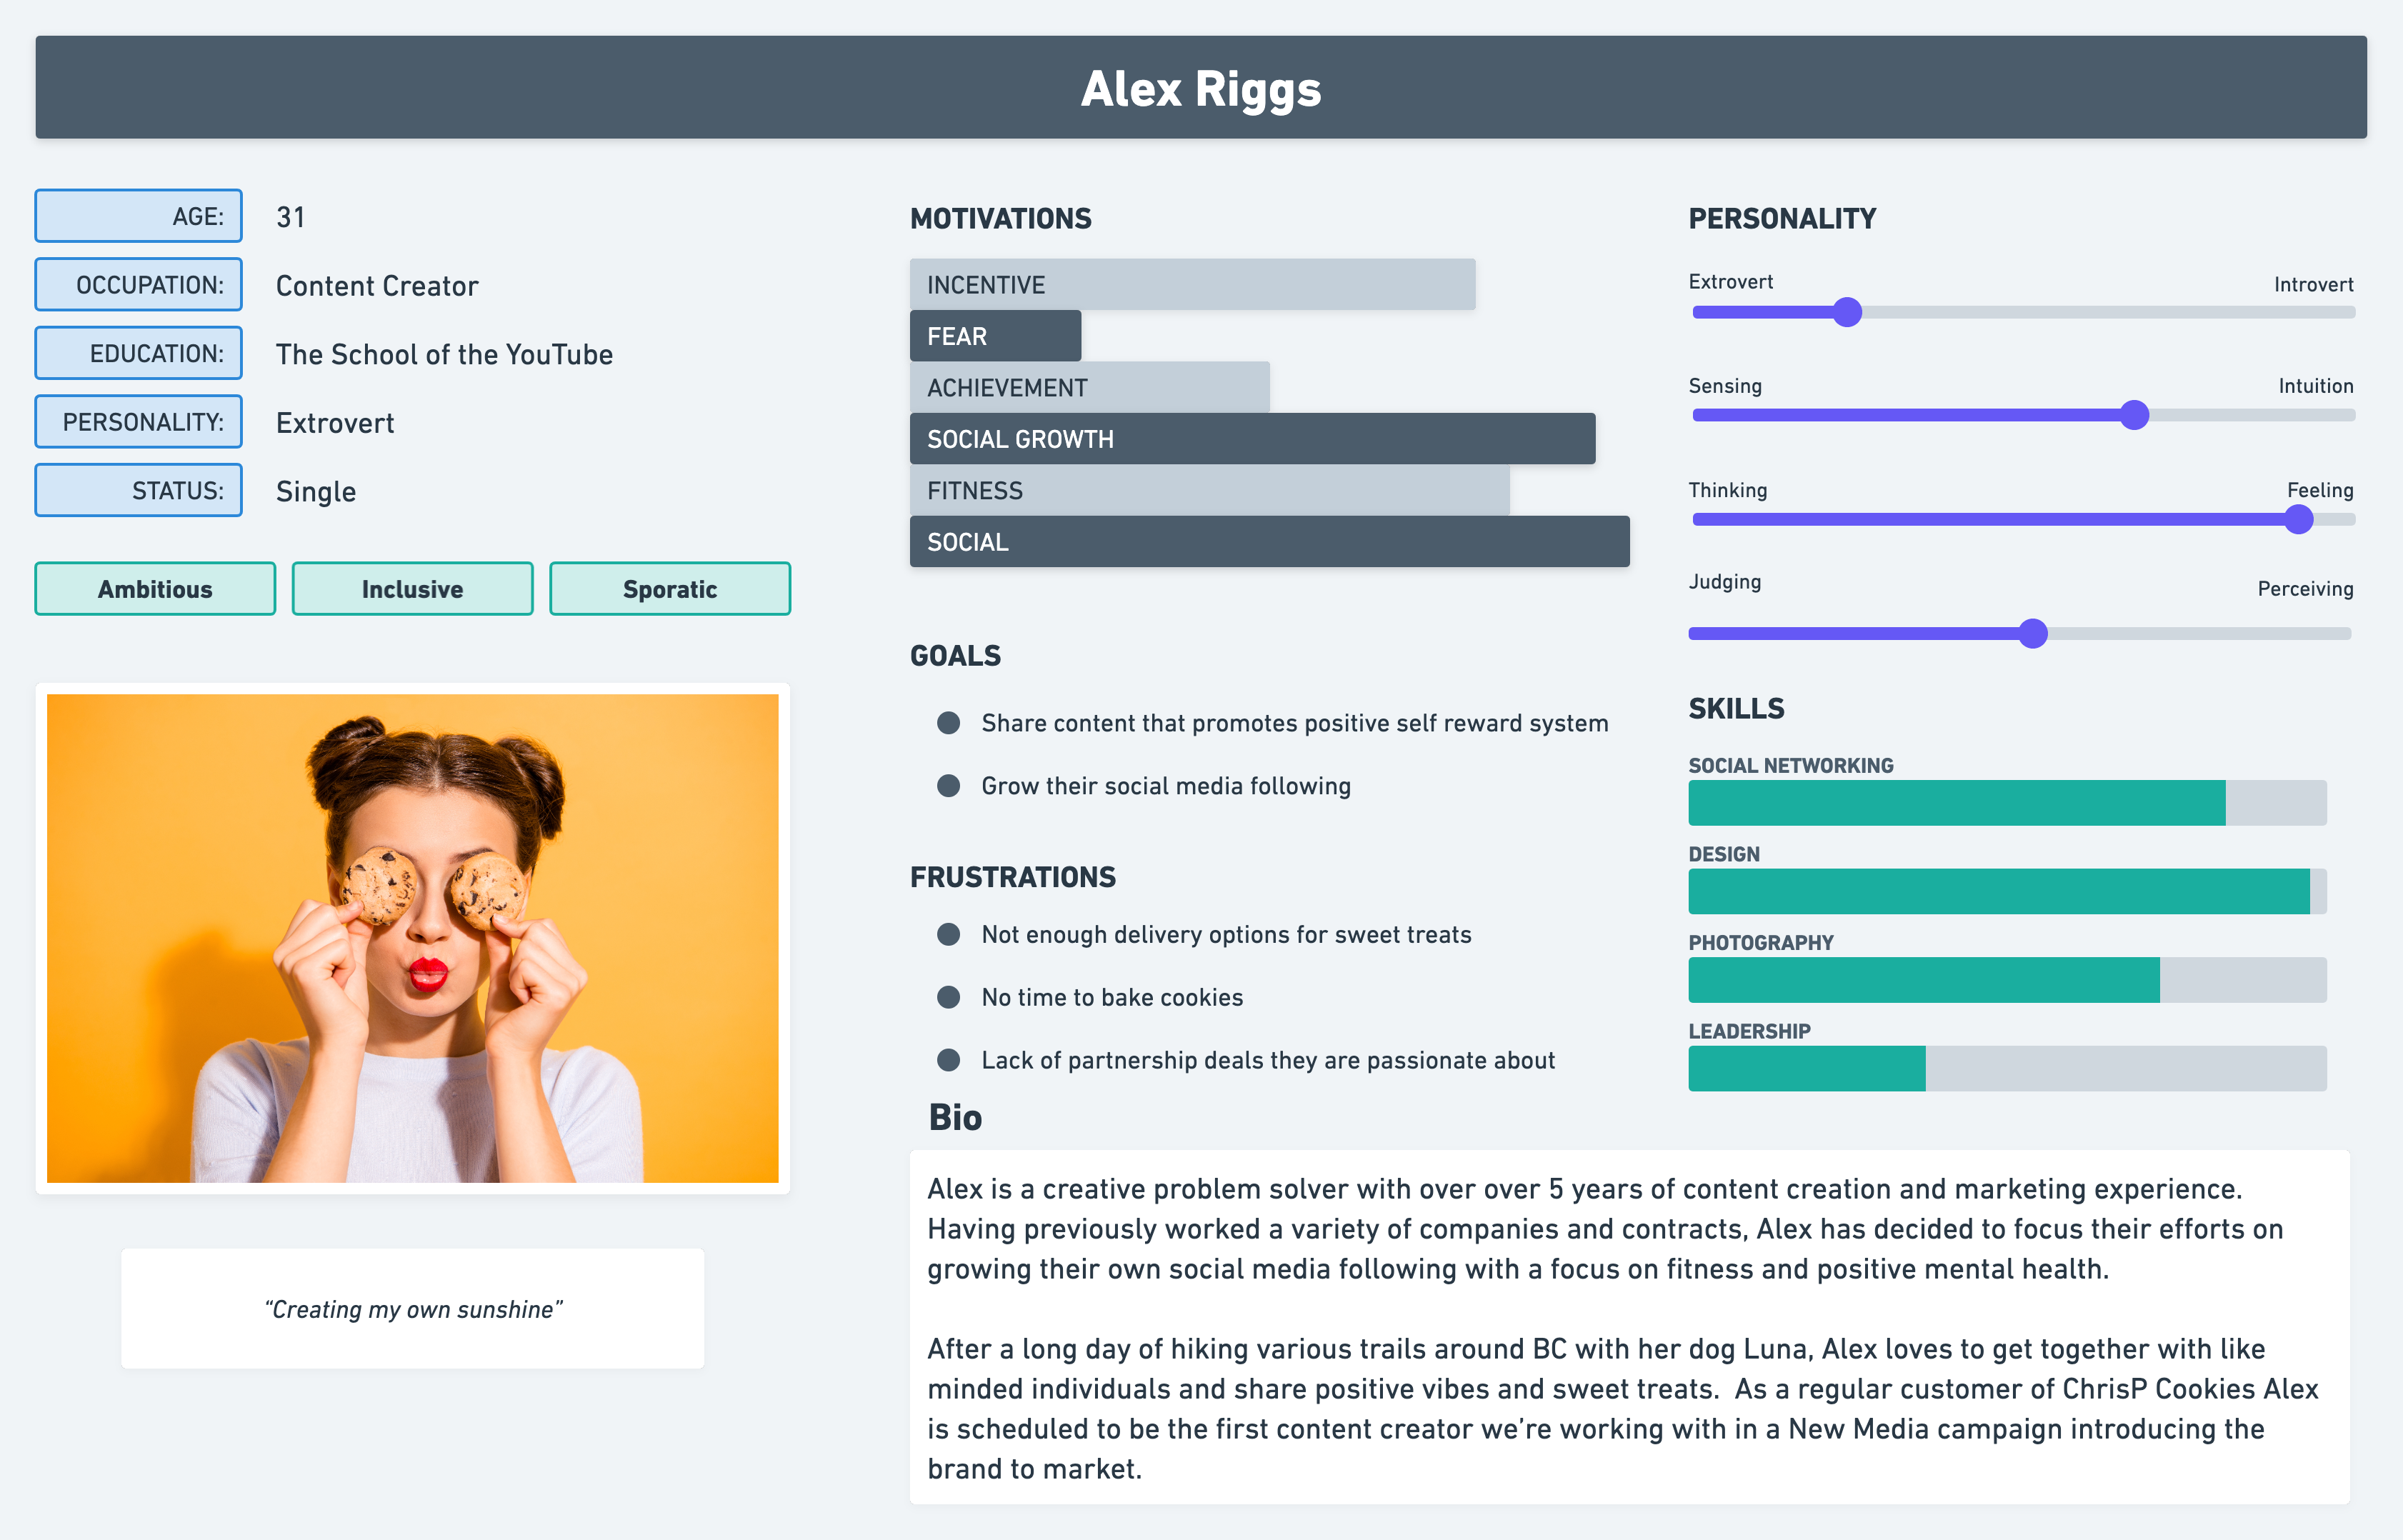 Alex Riggs
AGE:
31
OCCUPATION:
Content Creator
EDUCATION:
The School of the YouTube
PERSONALITY:
Extrovert
STATUS:
Single
Ambitious
Inclusive
Sporatic
“Creating my own sunshine”
MOTIVATIONS
INCENTIVE
FEAR
ACHIEVEMENT
SOCIAL GROWTH
FITNESS
SOCIAL
GOALS
Share content that promotes positive self reward system
Grow their social media following
FRUSTRATIONS
Not enough delivery options for sweet treats
No time to bake cookies
Lack of partnership deals they are passionate about
PERSONALITY
Extrovert
Introvert
Sensing
Intuition
Thinking
Feeling
Judging
Perceiving
SKILLS
SOCIAL NETWORKING
DESIGN
PHOTOGRAPHY
LEADERSHIP
Bio
Alex is a creative problem solver with over over 5 years of content creation and marketing experience.
Having previously worked a variety of companies and contracts, Alex has decided to focus their efforts on
growing their own social media following with a focus on fitness and positive mental health.
After a long day of hiking various trails around BC with her dog Luna, Alex loves to get together with like
minded individuals and share positive vibes and sweet treats.  As a regular customer of ChrisP Cookies Alex
is scheduled to be the first content creator we’re working with in a New Media campaign introducing the
brand to market.